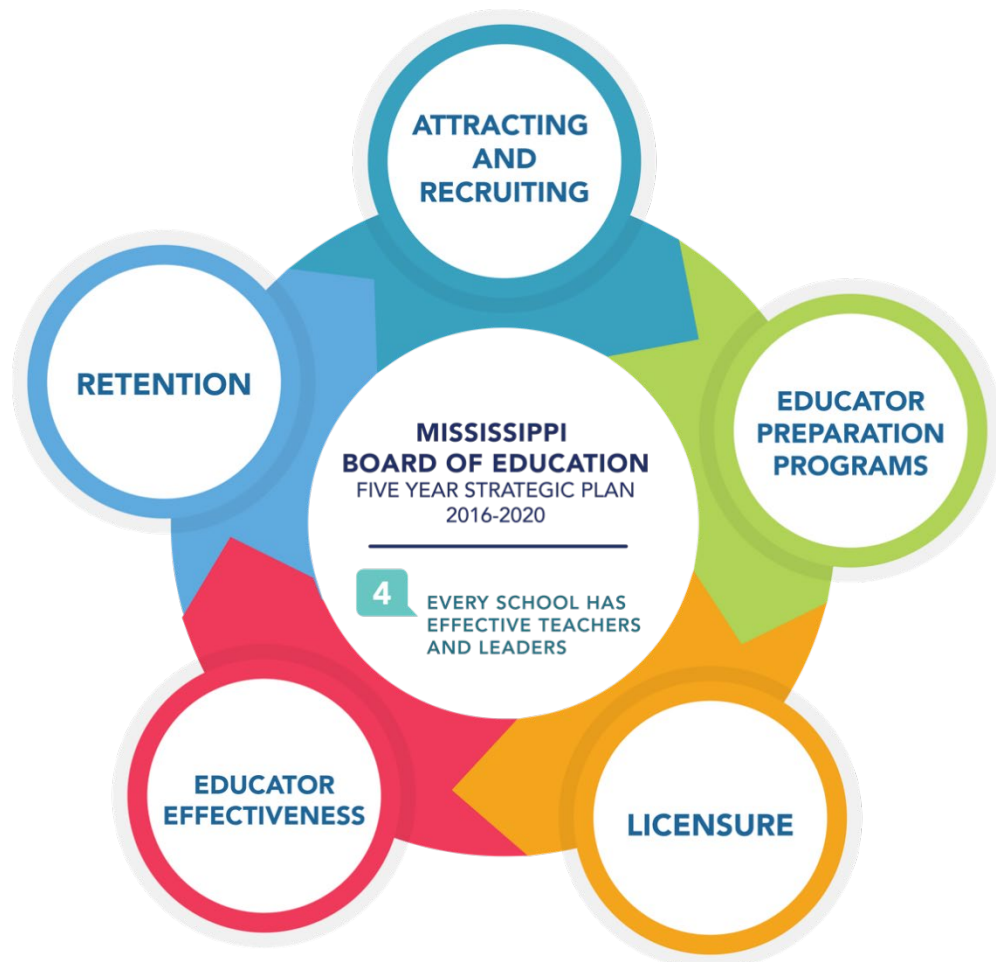 ATTRACTING
AND
RECRUITING
RETENTION
EDUCATOR
PREPARATION
PROGRAMS
MISSISSIPPI
BOARD OF EDUCATION
FIVE YEAR STRATEGIC PLAN
2016-2020
4
EVERY SCHOOL HAS
EFFECTIVE TEACHERS
AND LEADERS
EDUCATOR
EFFECTIVENESS
LICENSURE